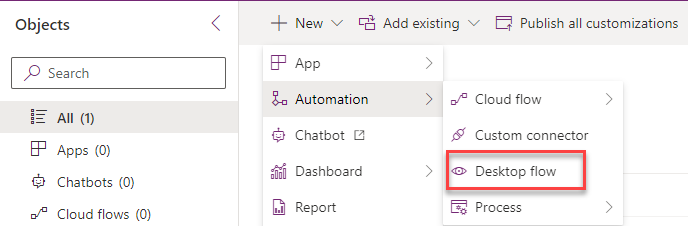 Objects
Search
All (1)
Apps (0)
Chatbots (0)
Cloud flows (0)
New
Add existing
Publish all customizations
App
Automation
Chatbot
Dashboard
Report
Cloud flow
Custom connector
Desktop flow
Process